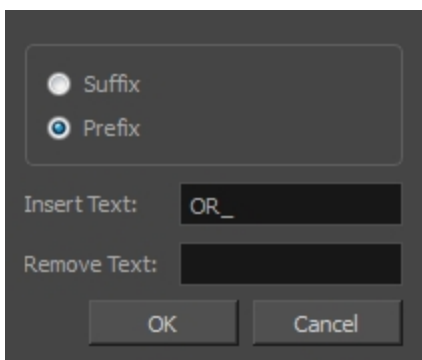 Suffix
Prefix
Insert Text: OR_
Remove Text:
OK Cancel